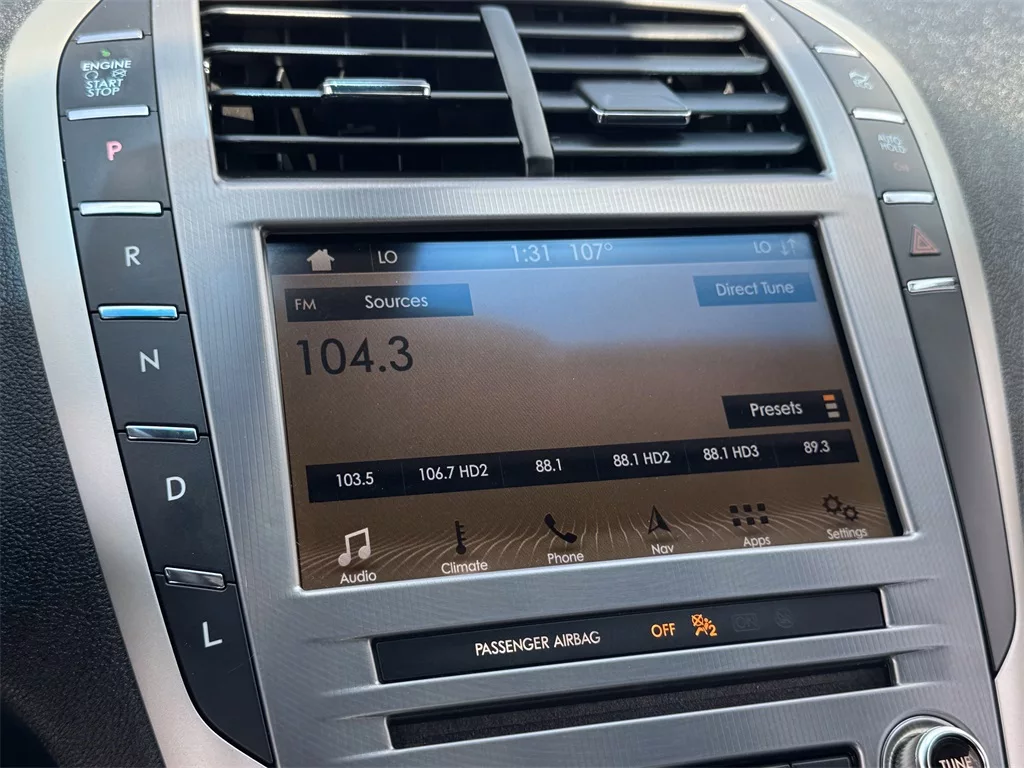 ENGINE
START
STOP
P
R
N
D
L
AUTO
HOLD
LO 1:31 107° LO
FM Sources
Direct Tune
104.3
Presets
103.5 106.7 HD2 88.1 88.1 HD2 88.1 HD3 89.3
Audio Climate Phone Nav Apps Settings
PASSENGER AIRBAG OFF 2
TUNE